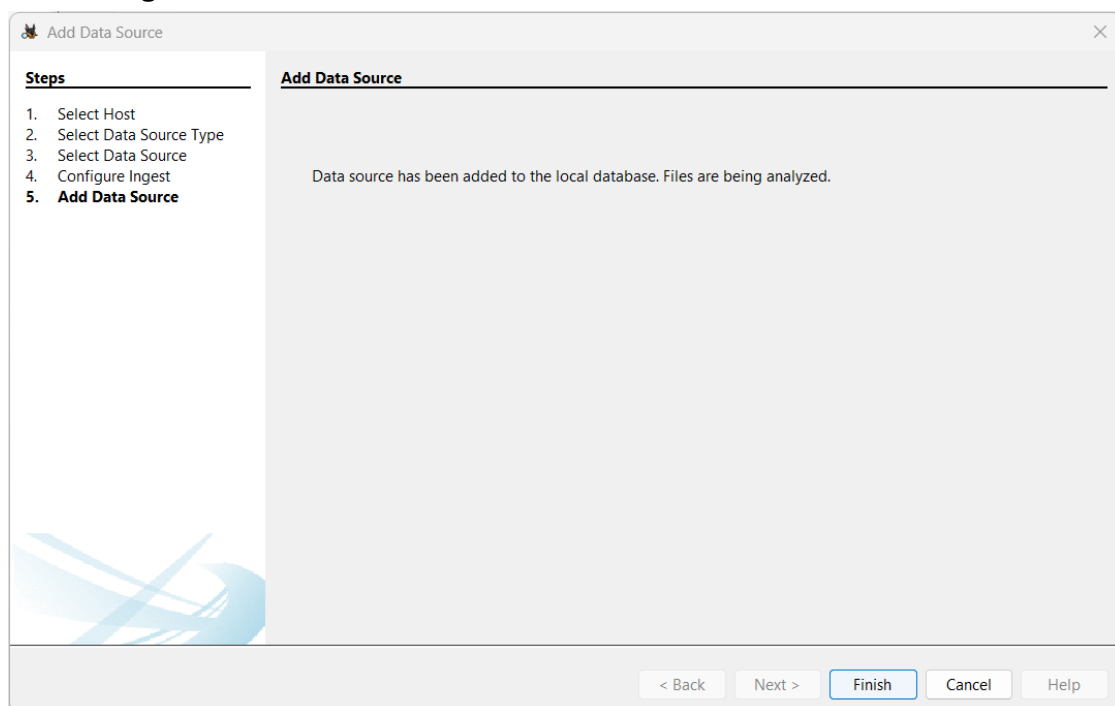 Add Data Source
Steps
1. Select Host
2. Select Data Source Type
3. Select Data Source
4. Configure Ingest
5. Add Data Source
Add Data Source
Data source has been added to the local database. Files are being analyzed.
< Back Next > Finish Cancel Help